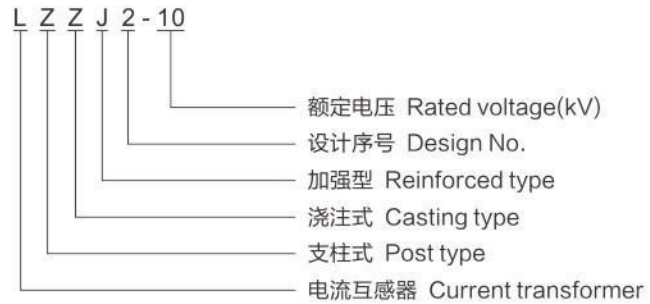 L Z Z J 2 - 10
额定电压 Rated voltage(kV)
设计序号 Design No.
加强型 Reinforced type
浇注式 Casting type
支柱式 Post type
电流互感器 Current transformer